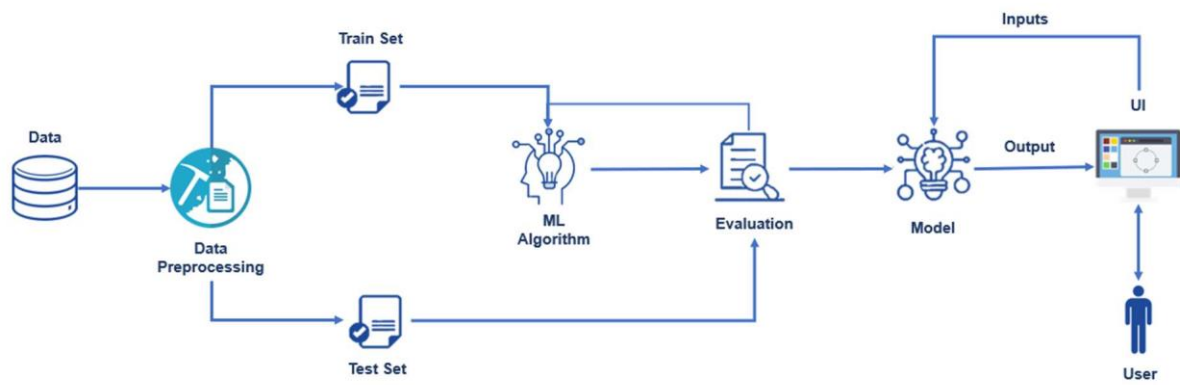 Inputs
Train Set
UI
Data
Output
ML
Algorithm
Evaluation
Model
Data
Preprocessing
Test Set
User